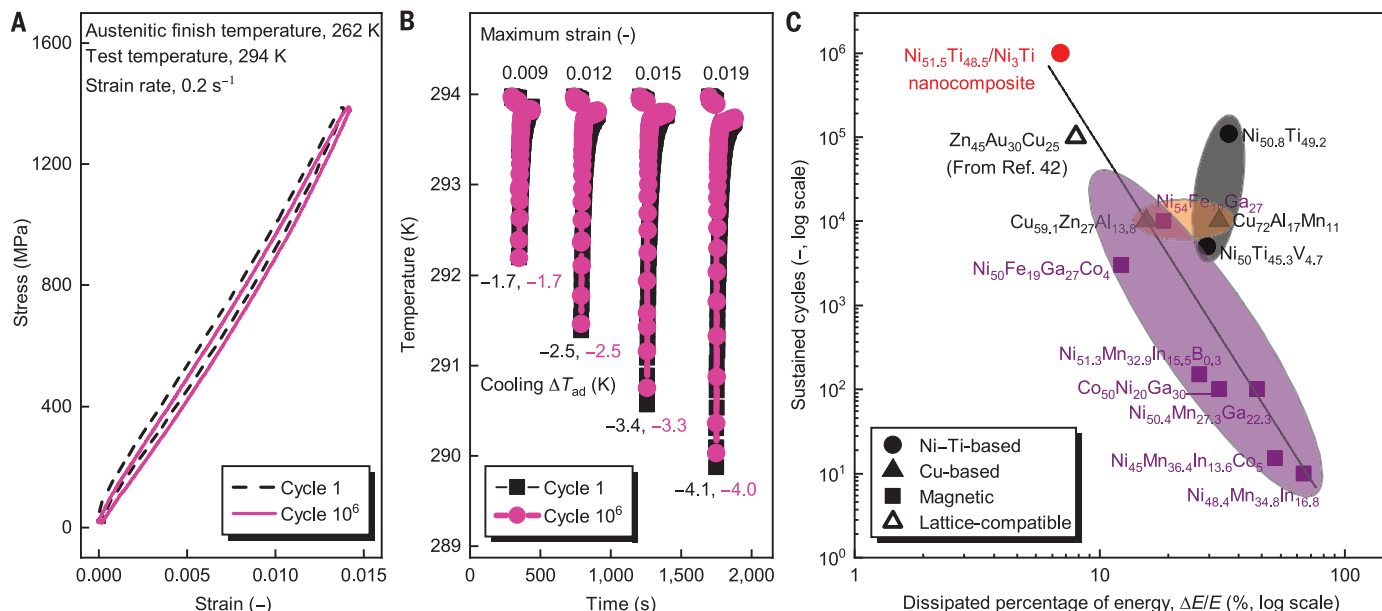 A
Austenitic finish temperature, 262 K
Test temperature, 294 K
Strain rate, 0.2 s⁻¹
1600
1200
800
400
0
Stress (MPa)
Cycle 1
Cycle 10⁶
0.000
0.005
0.010
0.015
Strain (-)
B
Maximum strain (-)
0.009
0.012
0.015
0.019
294
293
292
291
290
289
Temperature (K)
−1.7, −1.7
−2.5, −2.5
Cooling ΔT_ad (K)
−3.4, −3.3
−4.1, −4.0
Cycle 1
Cycle 10⁶
0
500
1,000
1,500
2,000
Time (s)
C
10⁶
10⁵
10⁴
10³
10²
10¹
10⁰
Sustained cycles (-, log scale)
Ni₅₁.₅Ti₄₈.₅/Ni₃Ti
nanocomposite
Zn₄₅Au₃₀Cu₂₅
(From Ref. 42)
Ni₅₀.₈Ti₄₉.₂
Ni₅₄Fe₁₉Ga₂₇
Cu₅₉.₁Zn₂₇Al₁₃.₈
Cu₇₂Al₁₇Mn₁₁
Ni₅₀Ti₄₅.₃V₄.₇
Ni₅₀Fe₁₉Ga₂₇Co₄
Ni₅₁.₃Mn₃₂.₉In₁₅.₅B₀.₃
Co₅₀Ni₂₀Ga₃₀
Ni₅₀.₄Mn₂₇.₃Ga₂₂.₃
Ni₄₅Mn₃₆.₄In₁₃.₆Co₅
Ni₄₈.₄Mn₃₄.₈In₁₆.₈
Ni−Ti-based
Cu-based
Magnetic
Lattice-compatible
1
10
100
Dissipated percentage of energy, ΔE/E (%, log scale)